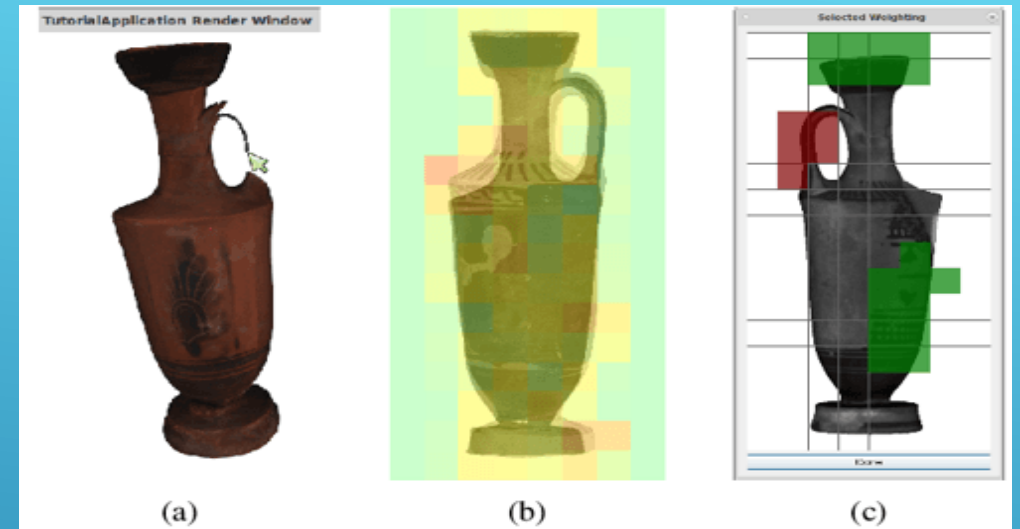 TutorialApplication Render Window
Selected Weighting
Done
(a)
(b)
(c)